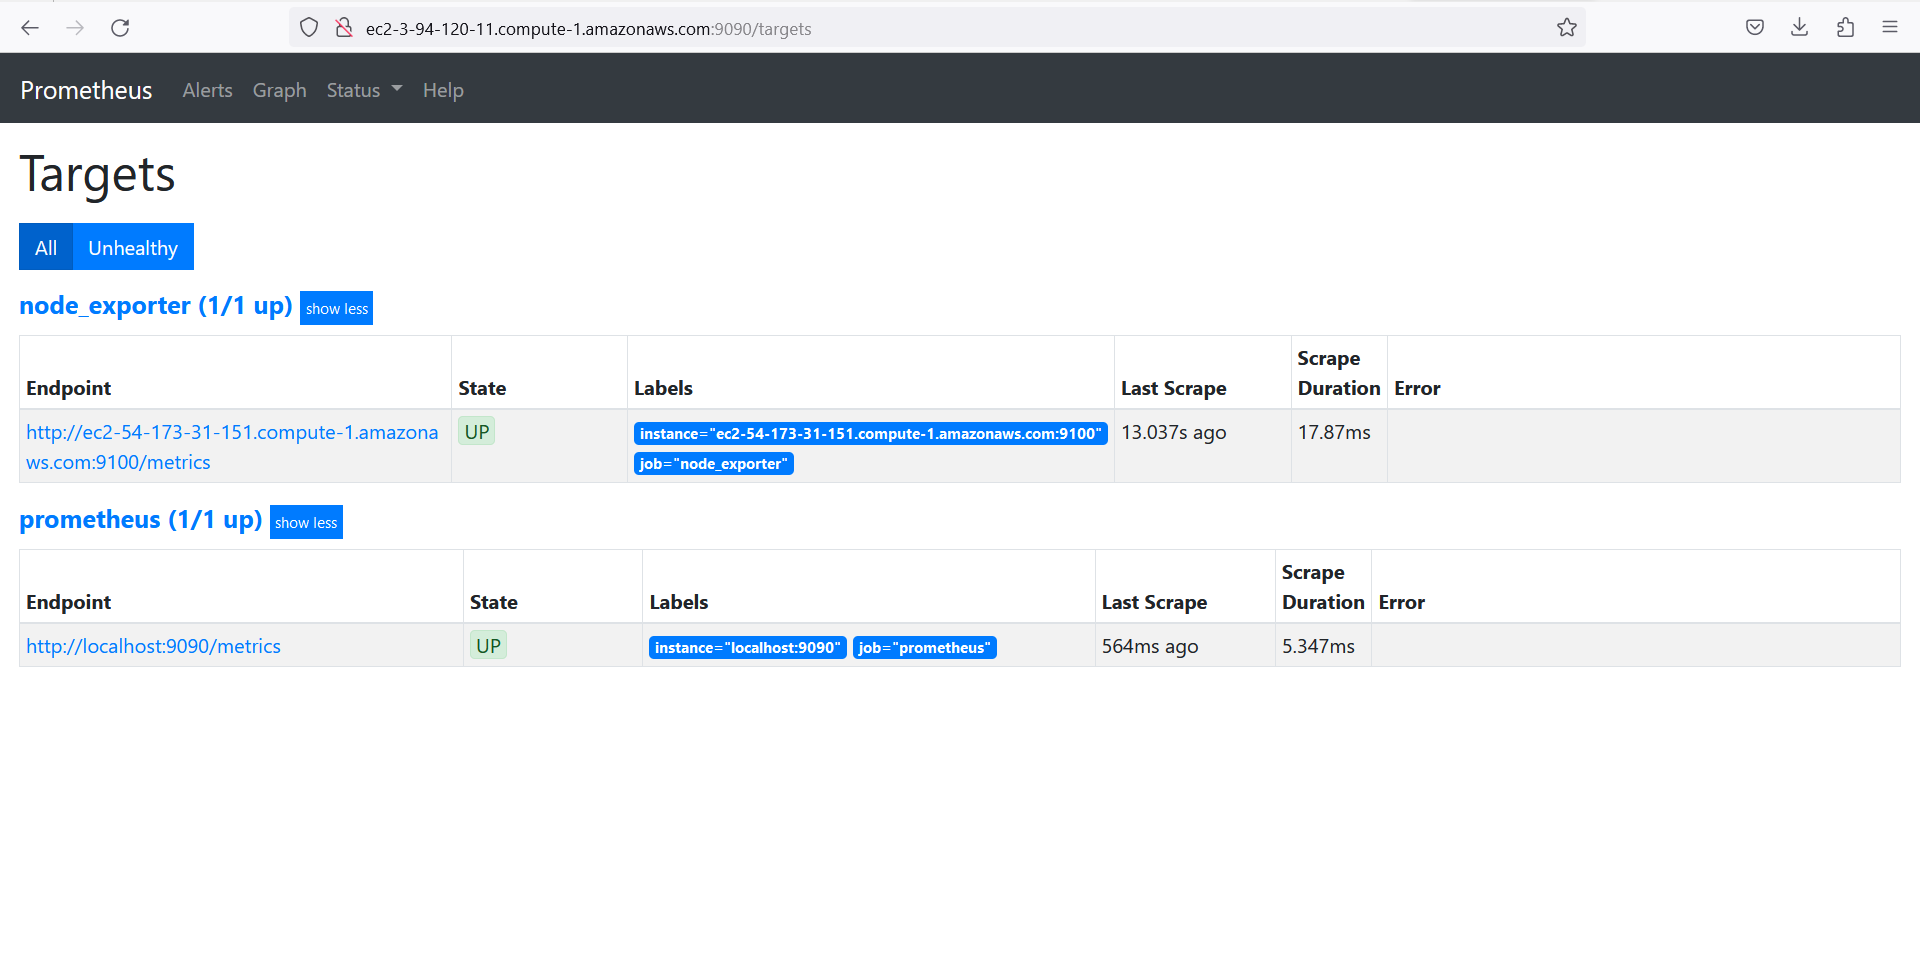 ec2-3-94-120-11.compute-1.amazonaws.com:9090/targets
Prometheus Alerts Graph Status Help
Targets
All Unhealthy
node_exporter (1/1 up) show less
Endpoint State Labels Last Scrape Scrape Duration Error
http://ec2-54-173-31-151.compute-1.amazona
ws.com:9100/metrics
UP
instance="ec2-54-173-31-151.compute-1.amazonaws.com:9100"
job="node_exporter"
13.037s ago
17.87ms
prometheus (1/1 up) show less
Endpoint State Labels Last Scrape Scrape Duration Error
http://localhost:9090/metrics UP instance="localhost:9090" job="prometheus" 564ms ago 5.347ms